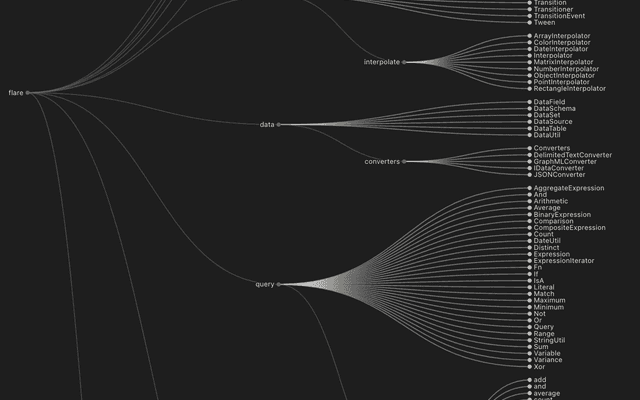 Transition
Transitioner
TransitionEvent
Tween
ArrayInterpolator
ColorInterpolator
DateInterpolator
Interpolator
interpolate
MatrixInterpolator
NumberInterpolator
ObjectInterpolator
PointInterpolator
RectangleInterpolator
flare
DataField
DataSchema
DataSet
DataSource
data
DataTable
DataUtil
Converters
DelimitedTextConverter
converters
GraphMLConverter
IDataConverter
JSONConverter
AggregateExpression
And
Arithmetic
Average
BinaryExpression
Comparison
CompositeExpression
Count
DateUtil
Distinct
Expression
ExpressionIterator
Fn
If
IsA
query
Literal
Match
Maximum
Minimum
Not
Or
Query
Range
StringUtil
Sum
Variable
Variance
Xor
add
and
average
count